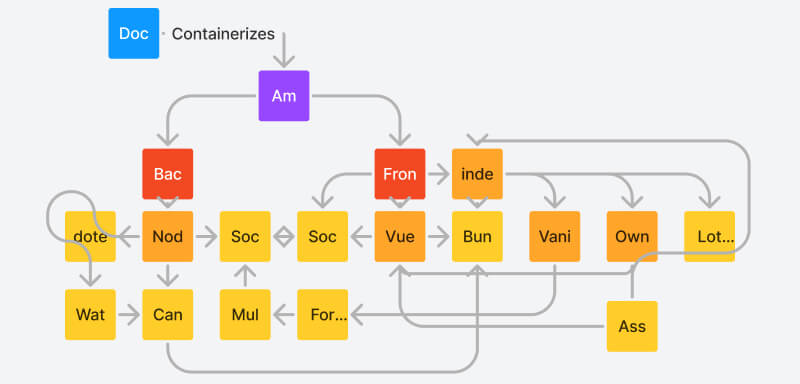 Doc
Containerizes
Am
Bac
Fron
inde
dote
Nod
Soc
Soc
Vue
Bun
Vani
Own
Lot...
Wat
Can
Mul
For...
Ass